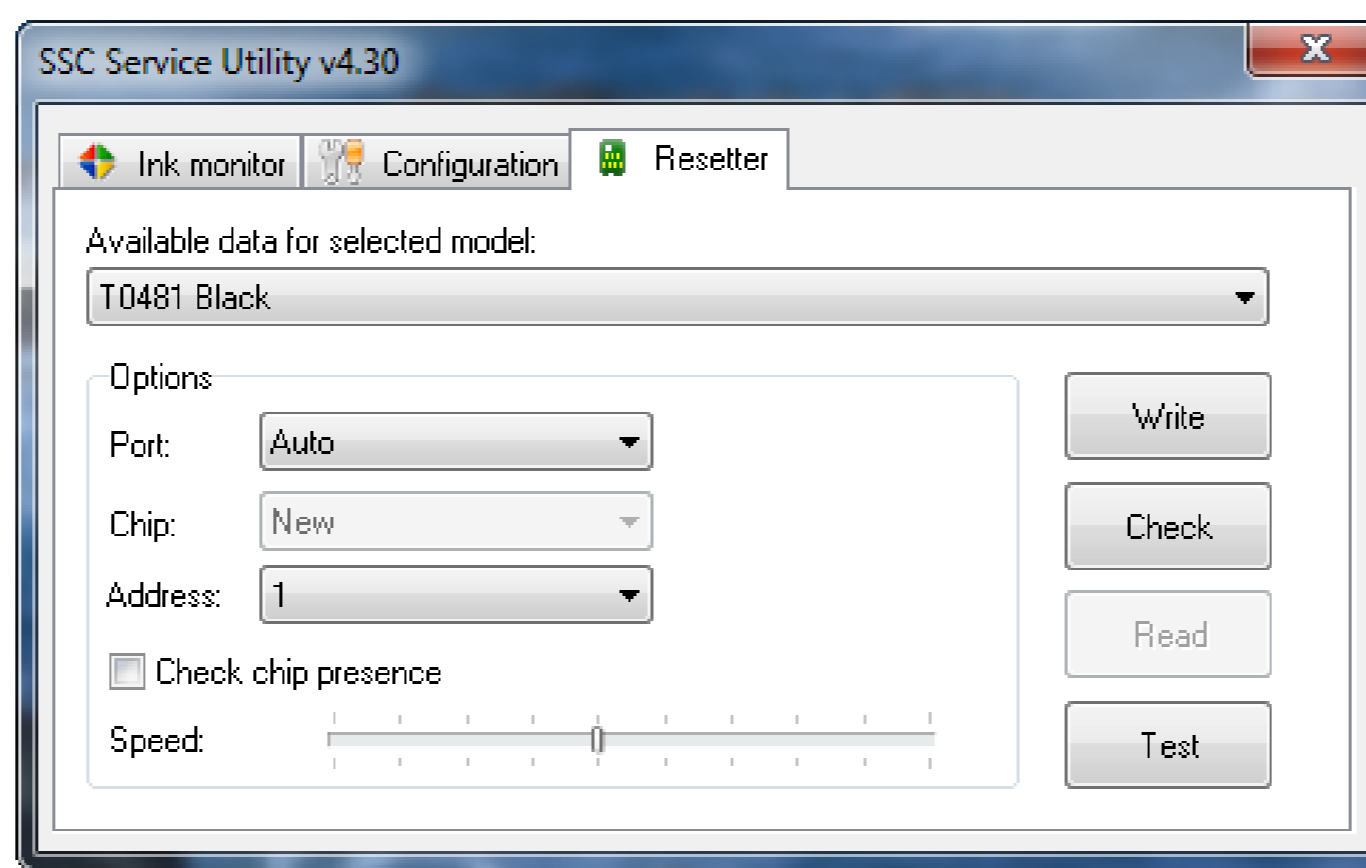 SSC Service Utility v4.30
Ink monitor Configuration Resetter
Available data for selected model:
T0481 Black
Options
Port: Auto
Write
Chip: New
Check
Address: 1
Read
Check chip presence
Speed:
Test